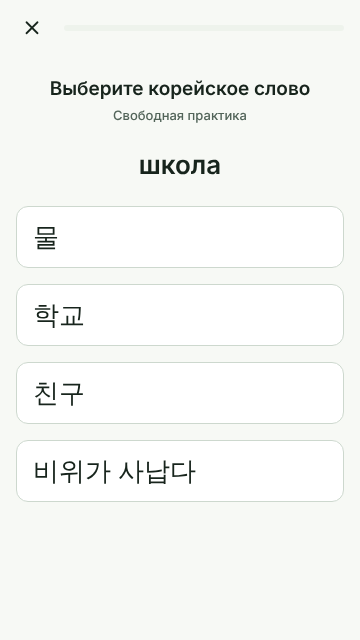 Выберите корейское слово
Свободная практика
школа
물
학교
친구
비위가 사납다